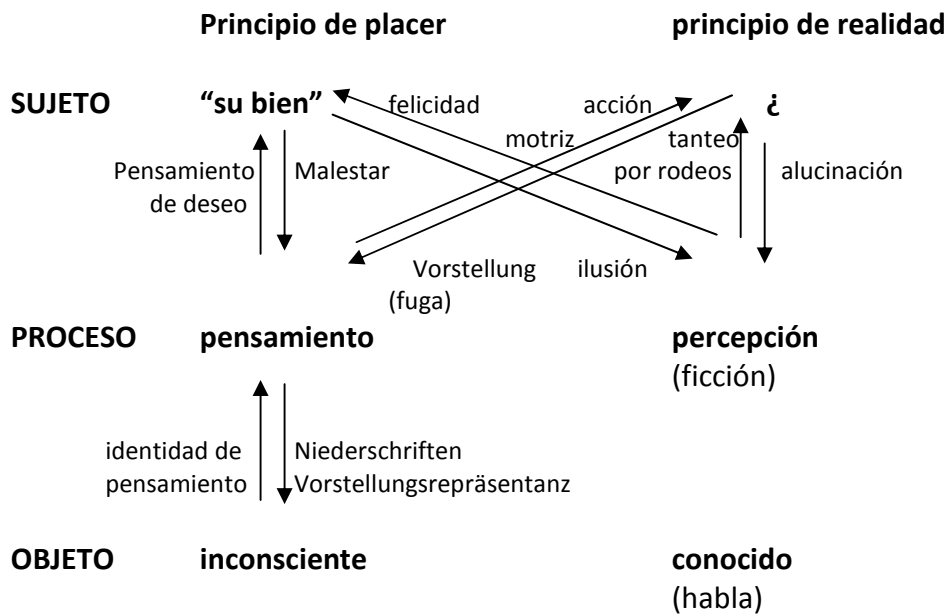 Principio de placer principio de realidad
SUJETO “su bien” felicidad acción ¿
motriz tanteo
Pensamiento Malestar por rodeos alucinación
de deseo
Vorstellung ilusión
(fuga)
PROCESO pensamiento percepción
(ficción)
identidad de Niederschriften
pensamiento Vorstellungsrepräsentanz
OBJETO inconsciente conocido
(habla)